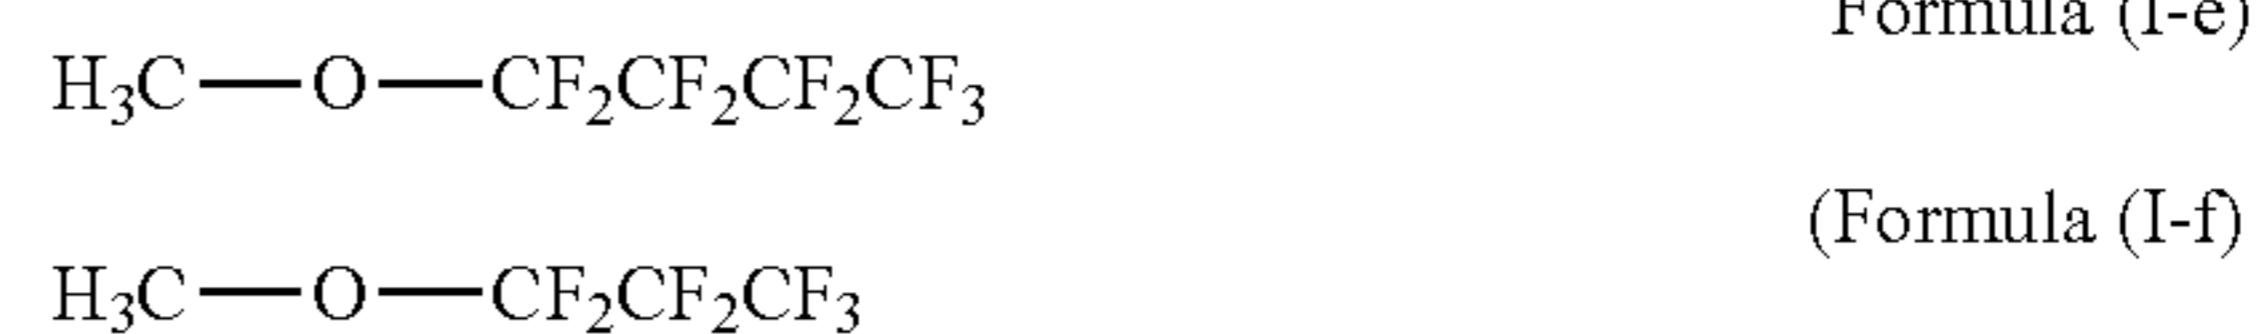 Formula (I-e)
H₃C—O—CF₂CF₂CF₂CF₃
(Formula (I-f)
H₃C—O—CF₂CF₂CF₃